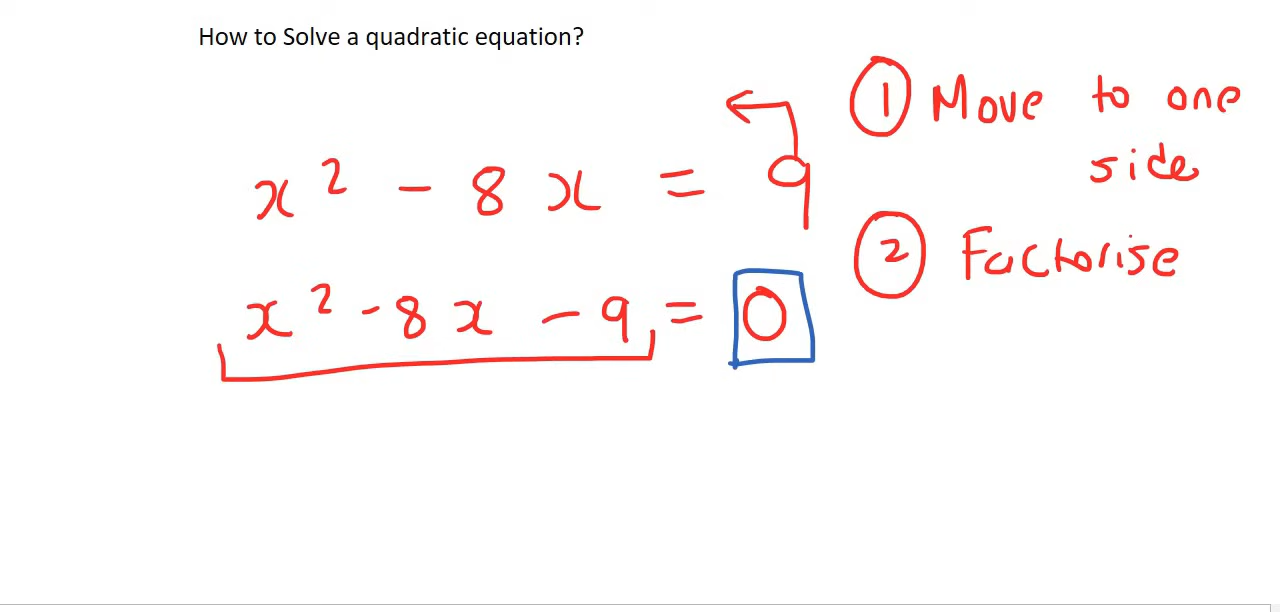 How to Solve a quadratic equation?
x² - 8x = 9
x² - 8x - 9 = 0
① Move to one
side
② Factorise